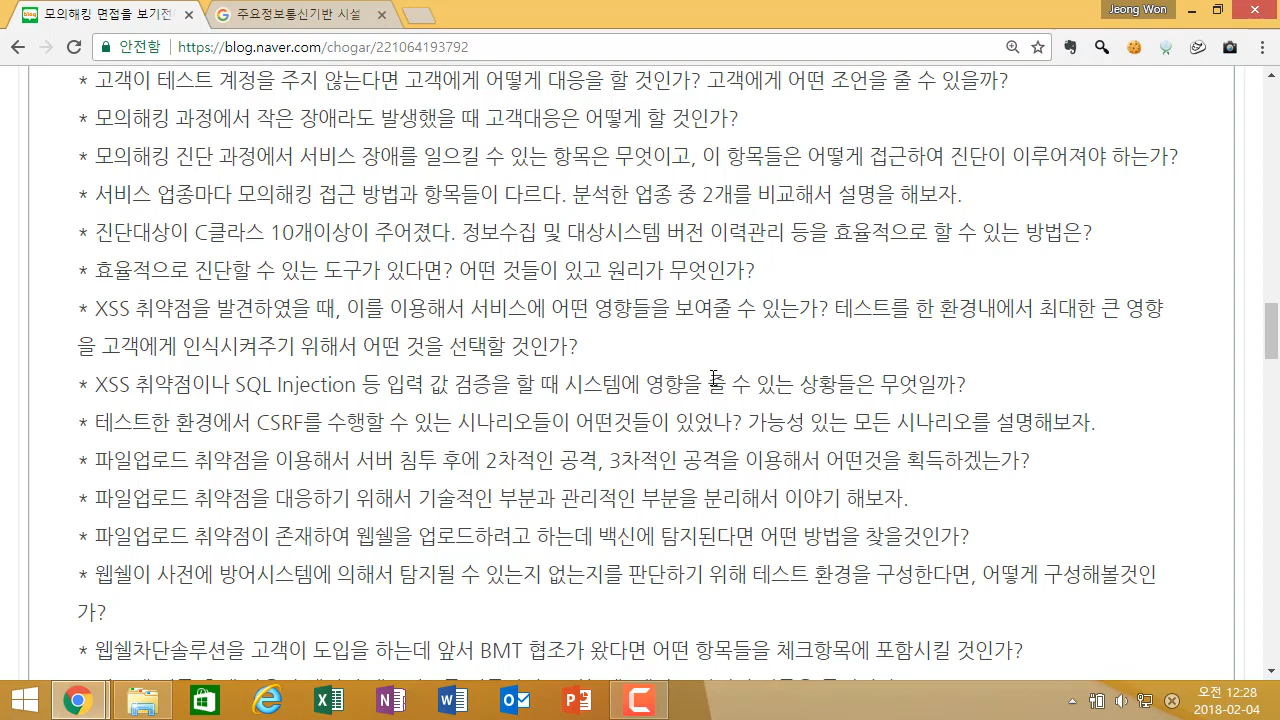 모의해킹 면접을 보기전
주요정보통신기반 시설
Jeong Won
안전함
https://blog.naver.com/chogar/221064193792
* 고객이 테스트 계정을 주지 않는다면 고객에게 어떻게 대응을 할 것인가? 고객에게 어떤 조언을 줄 수 있을까?
* 모의해킹 과정에서 작은 장애라도 발생했을 때 고객대응은 어떻게 할 것인가?
* 모의해킹 진단 과정에서 서비스 장애를 일으킬 수 있는 항목은 무엇이고, 이 항목들은 어떻게 접근하여 진단이 이루어져야 하는가?
* 서비스 업종마다 모의해킹 접근 방법과 항목들이 다르다. 분석한 업종 중 2개를 비교해서 설명을 해보자.
* 진단대상이 C클라스 10개이상이 주어졌다. 정보수집 및 대상시스템 버전 이력관리 등을 효율적으로 할 수 있는 방법은?
* 효율적으로 진단할 수 있는 도구가 있다면? 어떤 것들이 있고 원리가 무엇인가?
* XSS 취약점을 발견하였을 때, 이를 이용해서 서비스에 어떤 영향들을 보여줄 수 있는가? 테스트를 한 환경내에서 최대한 큰 영향
을 고객에게 인식시켜주기 위해서 어떤 것을 선택할 것인가?
* XSS 취약점이나 SQL Injection 등 입력 값 검증을 할 때 시스템에 영향을 줄 수 있는 상황들은 무엇일까?
* 테스트한 환경에서 CSRF를 수행할 수 있는 시나리오들이 어떤것들이 있었나? 가능성 있는 모든 시나리오를 설명해보자.
* 파일업로드 취약점을 이용해서 서버 침투 후에 2차적인 공격, 3차적인 공격을 이용해서 어떤것을 획득하겠는가?
* 파일업로드 취약점을 대응하기 위해서 기술적인 부분과 관리적인 부분을 분리해서 이야기 해보자.
* 파일업로드 취약점이 존재하여 웹쉘을 업로드하려고 하는데 백신에 탐지된다면 어떤 방법을 찾을것인가?
* 웹쉘이 사전에 방어시스템에 의해서 탐지될 수 있는지 없는지를 판단하기 위해 테스트 환경을 구성한다면, 어떻게 구성해볼것인
가?
* 웹쉘차단솔루션을 고객이 도입을 하는데 앞서 BMT 협조가 왔다면 어떤 항목들을 체크항목에 포함시킬 것인가?
오전 12:28
2018-02-04